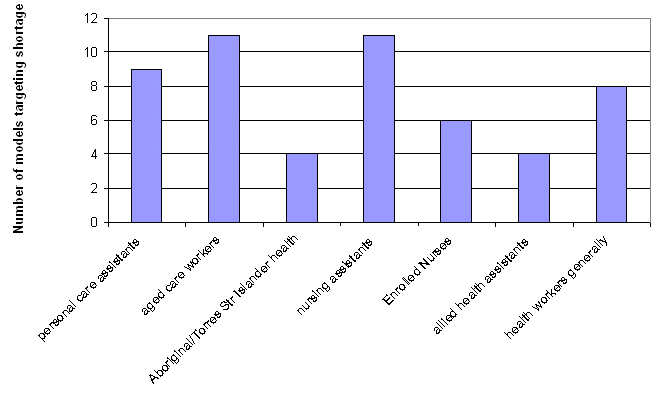 Number of models targeting shortage
12
10
8
6
4
2
0
personal care assistants
aged care workers
Aboriginal/Torres Str Islander health
nursing assistants
Enrolled Nurses
allied health assistants
health workers generally